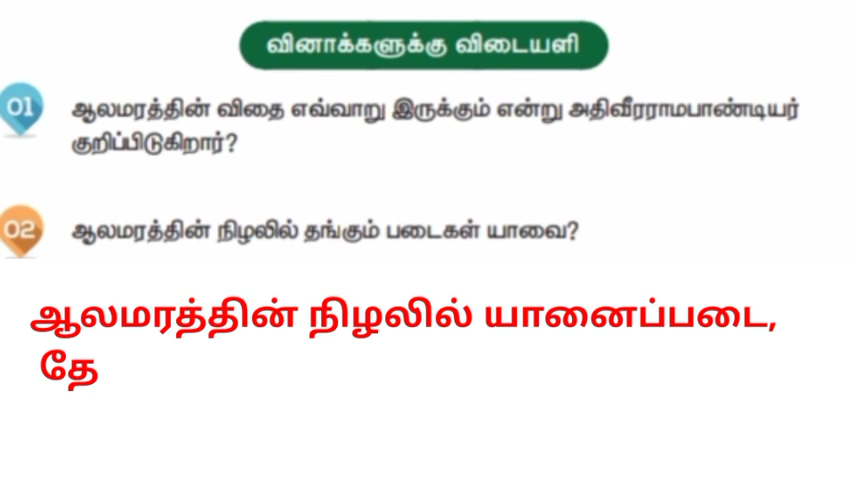 வினாக்களுக்கு விடையளி
01 ஆலமரத்தின் விதை எவ்வாறு இருக்கும் என்று அதிவீரராமபாண்டியர்
குறிப்பிடுகிறார்?
02 ஆலமரத்தின் நிழலில் தங்கும் படைகள் யாவை?
ஆலமரத்தின் நிழலில் யானைப்படை,
தே